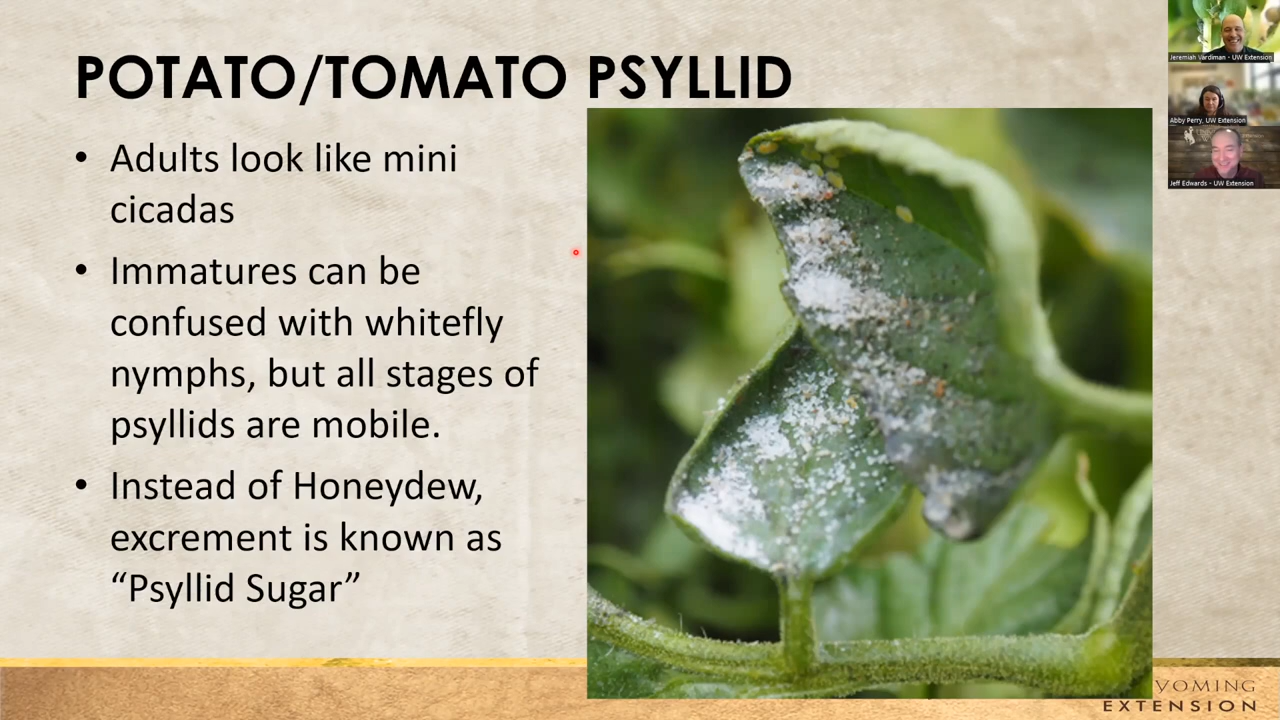 POTATO/TOMATO PSYLLID
• Adults look like mini
cicadas
• Immatures can be
confused with whitefly
nymphs, but all stages of
psyllids are mobile.
• Instead of Honeydew,
excrement is known as
“Psyllid Sugar”
Jeremiah Vardiman - UW Extension
Abby Perry, UW Extension
Jeff Edwards - UW Extension
YOMING
EXTENSION